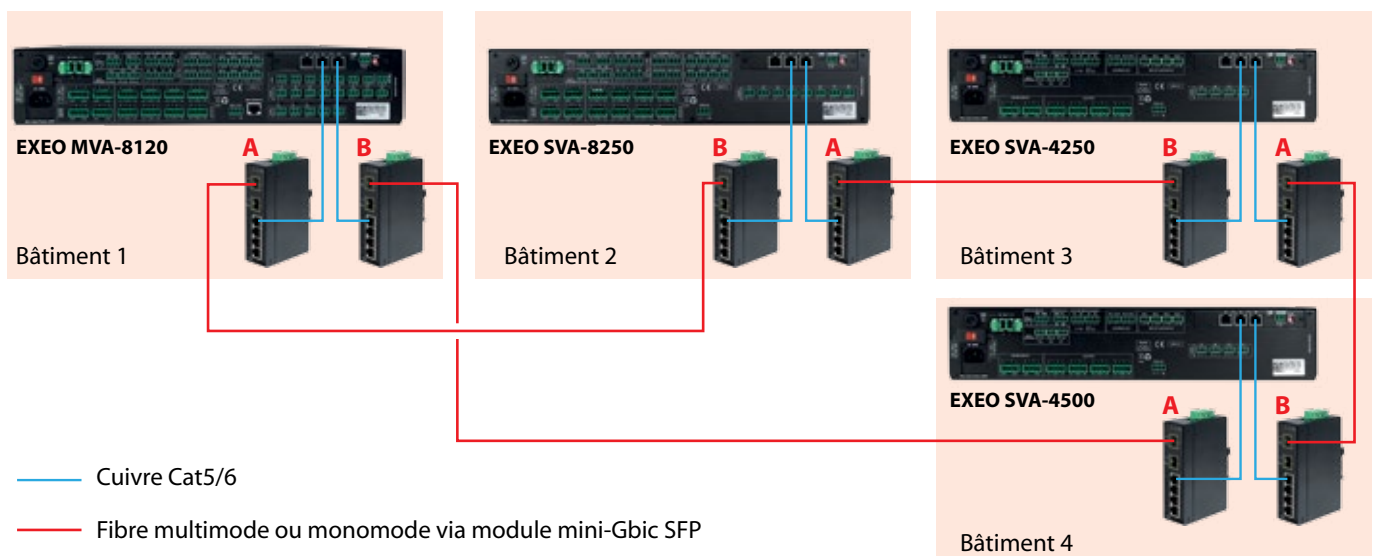 EXEO MVA-8120
A
B
Bâtiment 1
EXEO SVA-8250
B
A
Bâtiment 2
EXEO SVA-4250
B
A
Bâtiment 3
EXEO SVA-4500
A
B
Bâtiment 4
Cuivre Cat5/6
Fibre multimode ou monomode via module mini-Gbic SFP